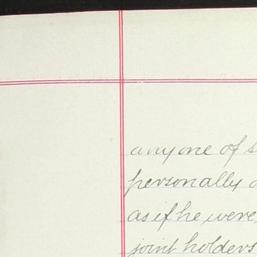 anyone of
personally
as if he were,
joint holders